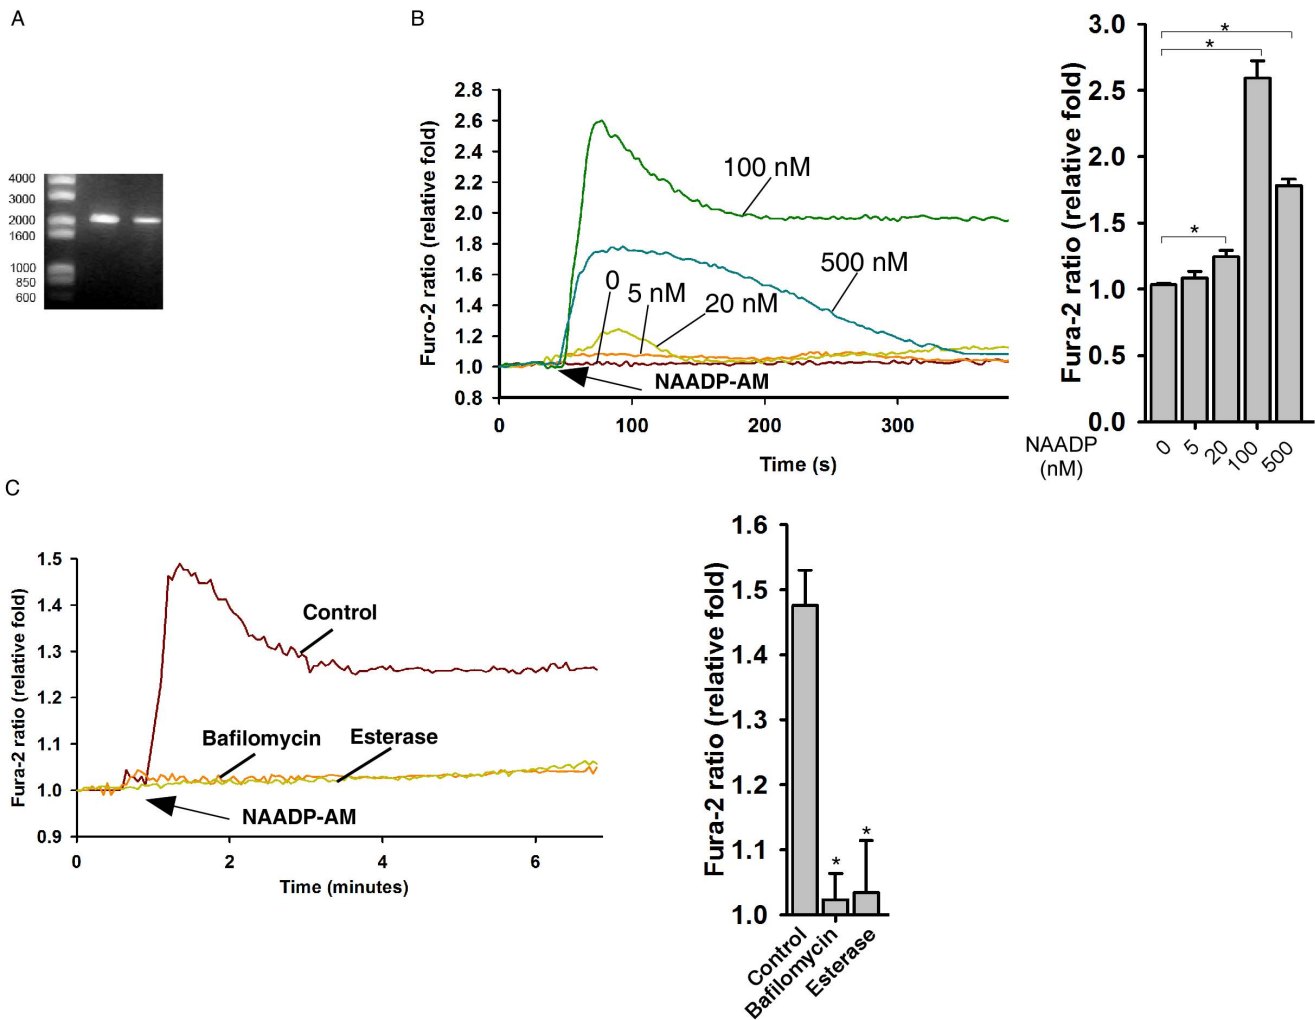 A
4000
3000
2000
1600
1000
850
600
B
Furo-2 ratio (relative fold)
2.8
2.6
2.4
2.2
2.0
1.8
1.6
1.4
1.2
1.0
0.8
100 nM
500 nM
0
5 nM
20 nM
NAADP-AM
0
100
200
300
Time (s)
Fura-2 ratio (relative fold)
3.0
2.5
2.0
1.5
1.0
0.5
0.0
*
*
*
NAADP
(nM)
0
5
20
100
500
C
Fura-2 ratio (relative fold)
1.5
1.4
1.3
1.2
1.1
1.0
0.9
Control
Bafilomycin
Esterase
NAADP-AM
0
2
4
6
Time (minutes)
Fura-2 ratio (relative fold)
1.6
1.5
1.4
1.3
1.2
1.1
1.0
*
*
Control
Bafilomycin
Esterase